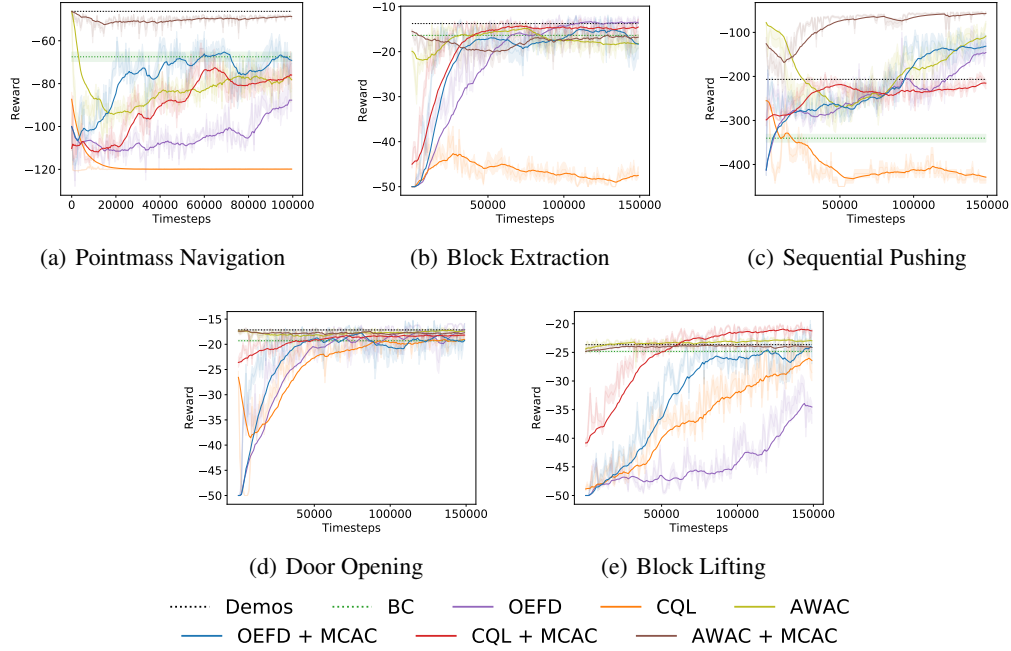 −60
−80
−100
−120
Reward
0 20000 40000 60000 80000 100000
Timesteps
(a) Pointmass Navigation
−10
−20
−30
−40
−50
Reward
50000 100000 150000
Timesteps
(b) Block Extraction
−100
−200
−300
−400
Reward
50000 100000 150000
Timesteps
(c) Sequential Pushing
−15
−20
−25
−30
−35
−40
−45
−50
Reward
50000 100000 150000
Timesteps
(d) Door Opening
−20
−25
−30
−35
−40
−45
−50
Reward
50000 100000 150000
Timesteps
(e) Block Lifting
Demos BC OEFD CQL AWAC
OEFD + MCAC CQL + MCAC AWAC + MCAC